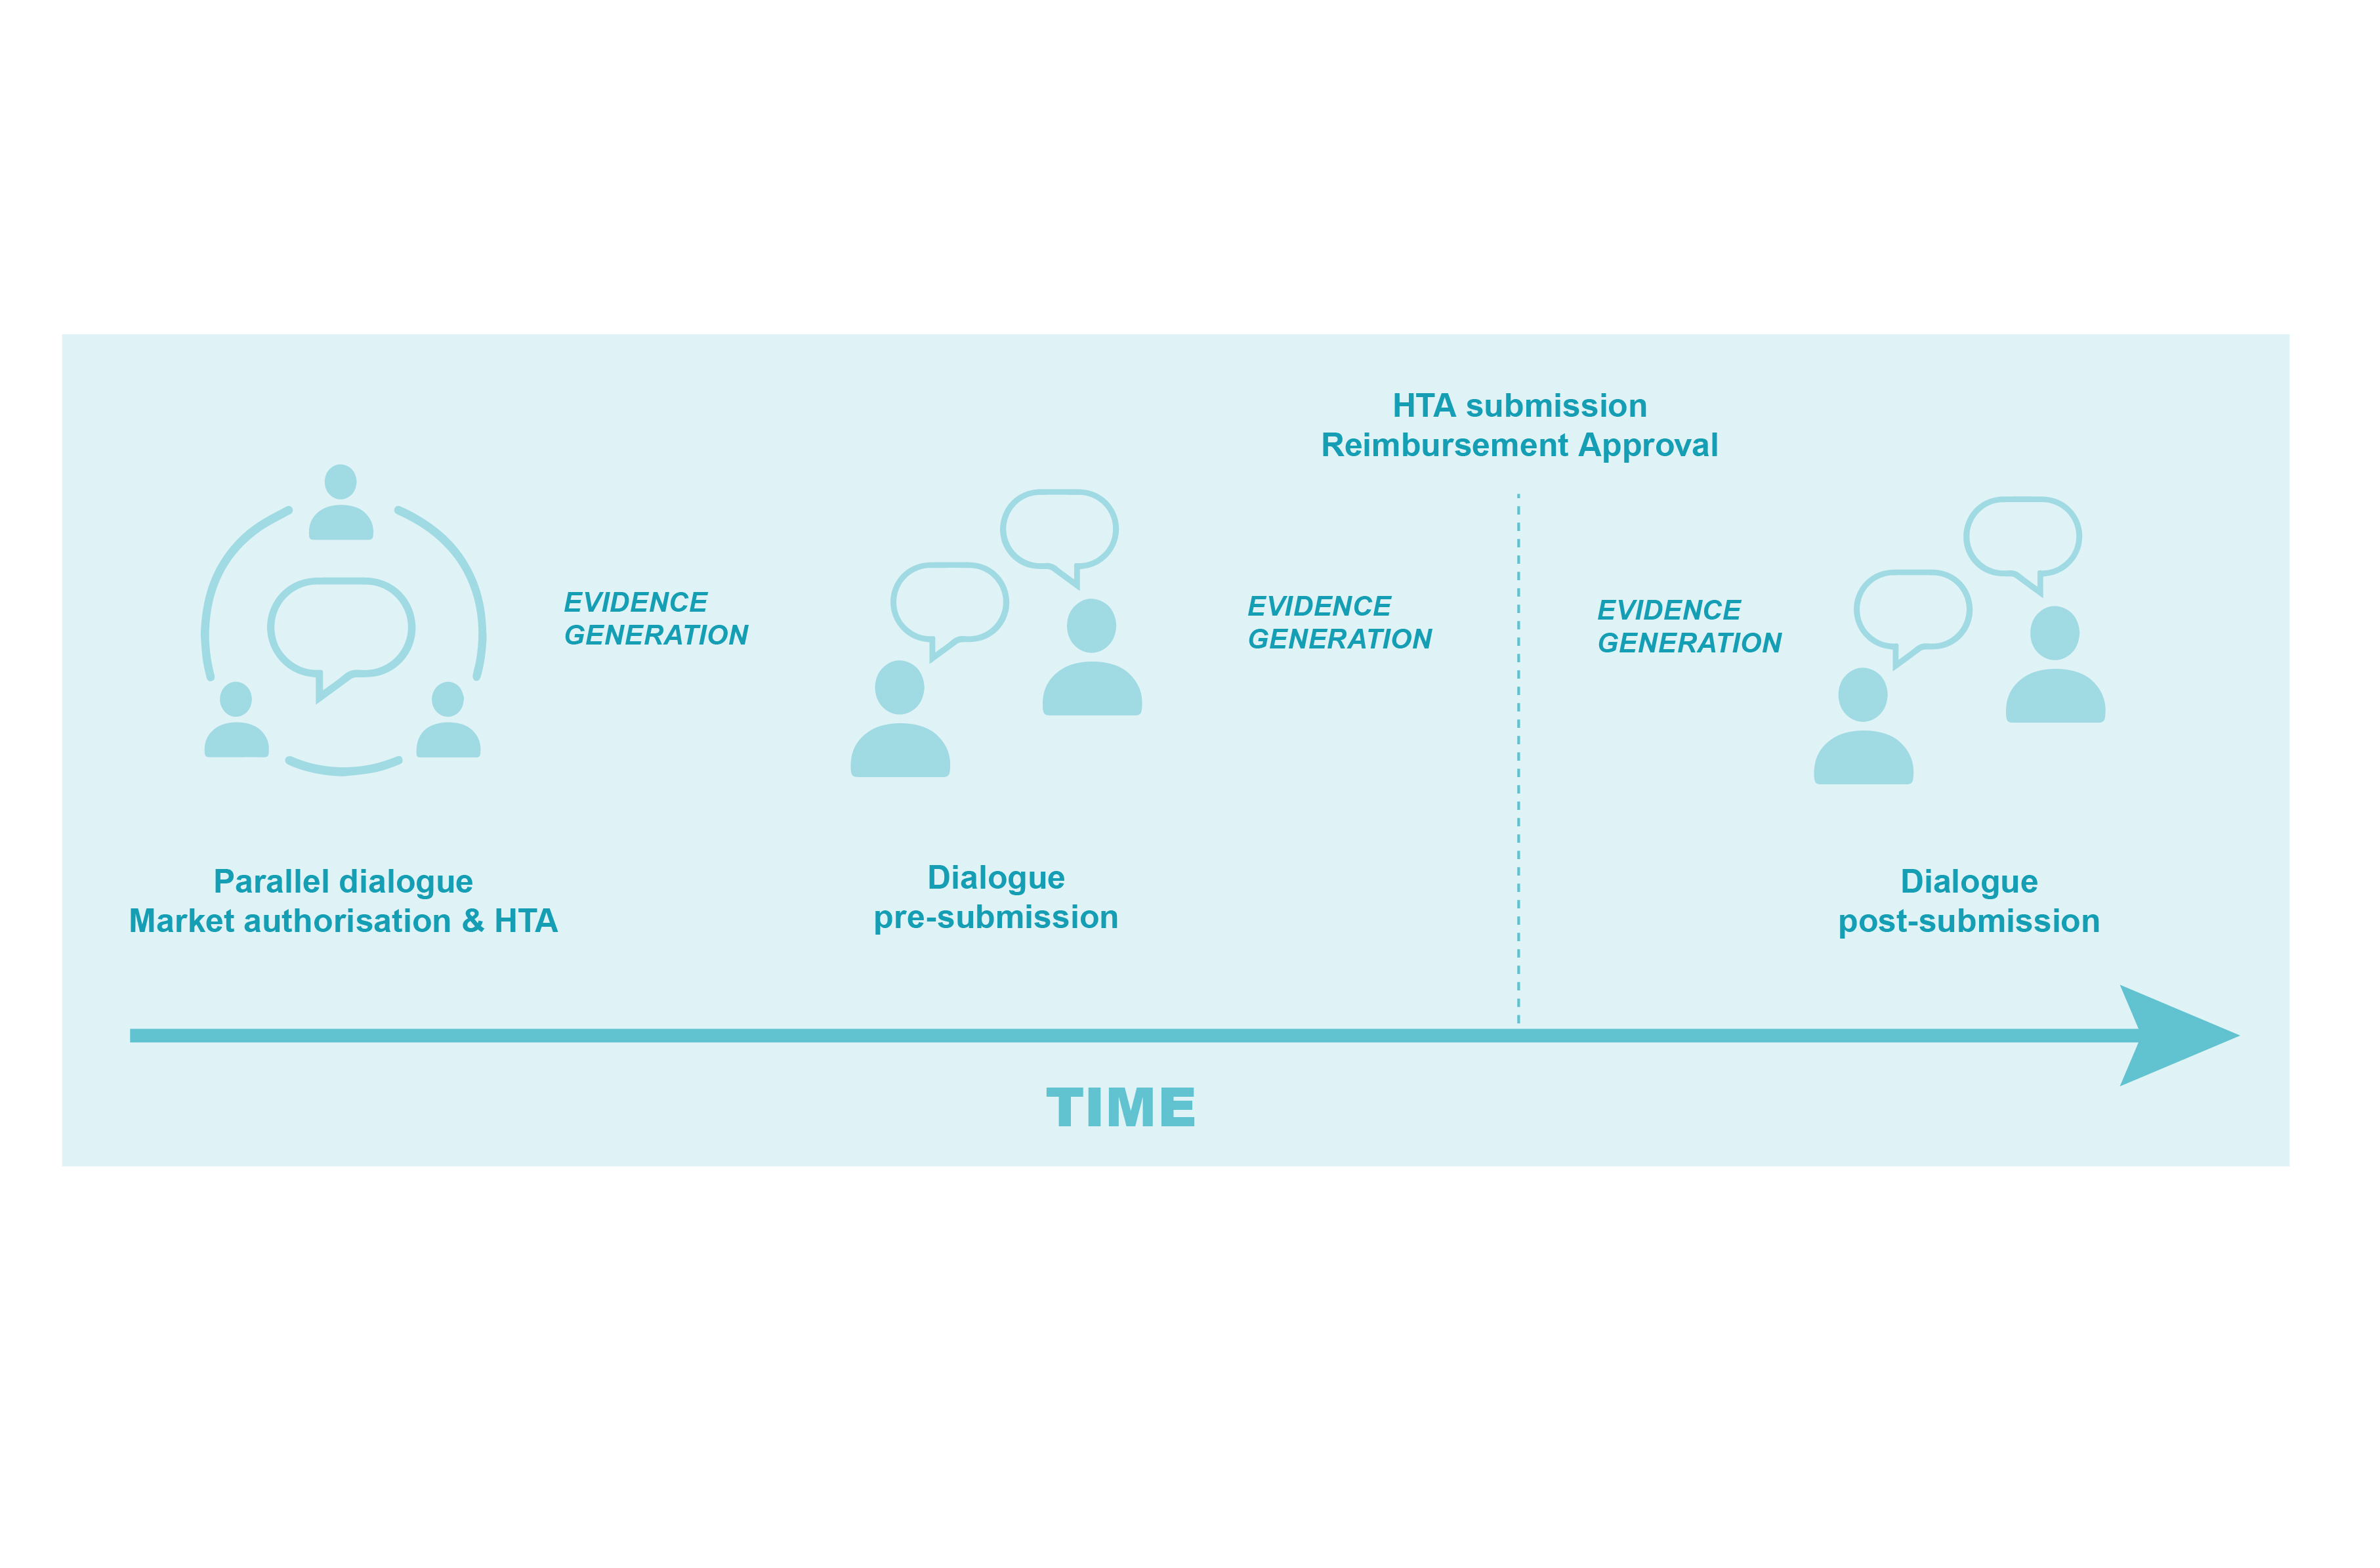 HTA submission
Reimbursement Approval
EVIDENCE
GENERATION
EVIDENCE
GENERATION
EVIDENCE
GENERATION
Parallel dialogue
Market authorisation & HTA
Dialogue
pre-submission
Dialogue
post-submission
TIME